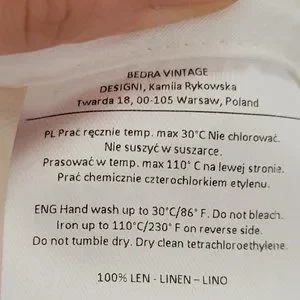 BEDRA VINTAGE
DESIGNI, Kamila Rykowska
Twarda 18, 00-105 Warsaw, Poland
PL Prać ręcznie temp. max 30°C Nie chlorować.
Nie suszyć w suszarce.
Prasować w temp. max 110° C na lewej stronie.
Prać chemicznie czterochlorkiem etylenu.
ENG Hand wash up to 30°C/86° F. Do not bleach.
Iron up to 110°C/230° F on reverse side.
Do not tumble dry. Dry clean tetrachloroethylene.
100% LEN - LINEN – LINO